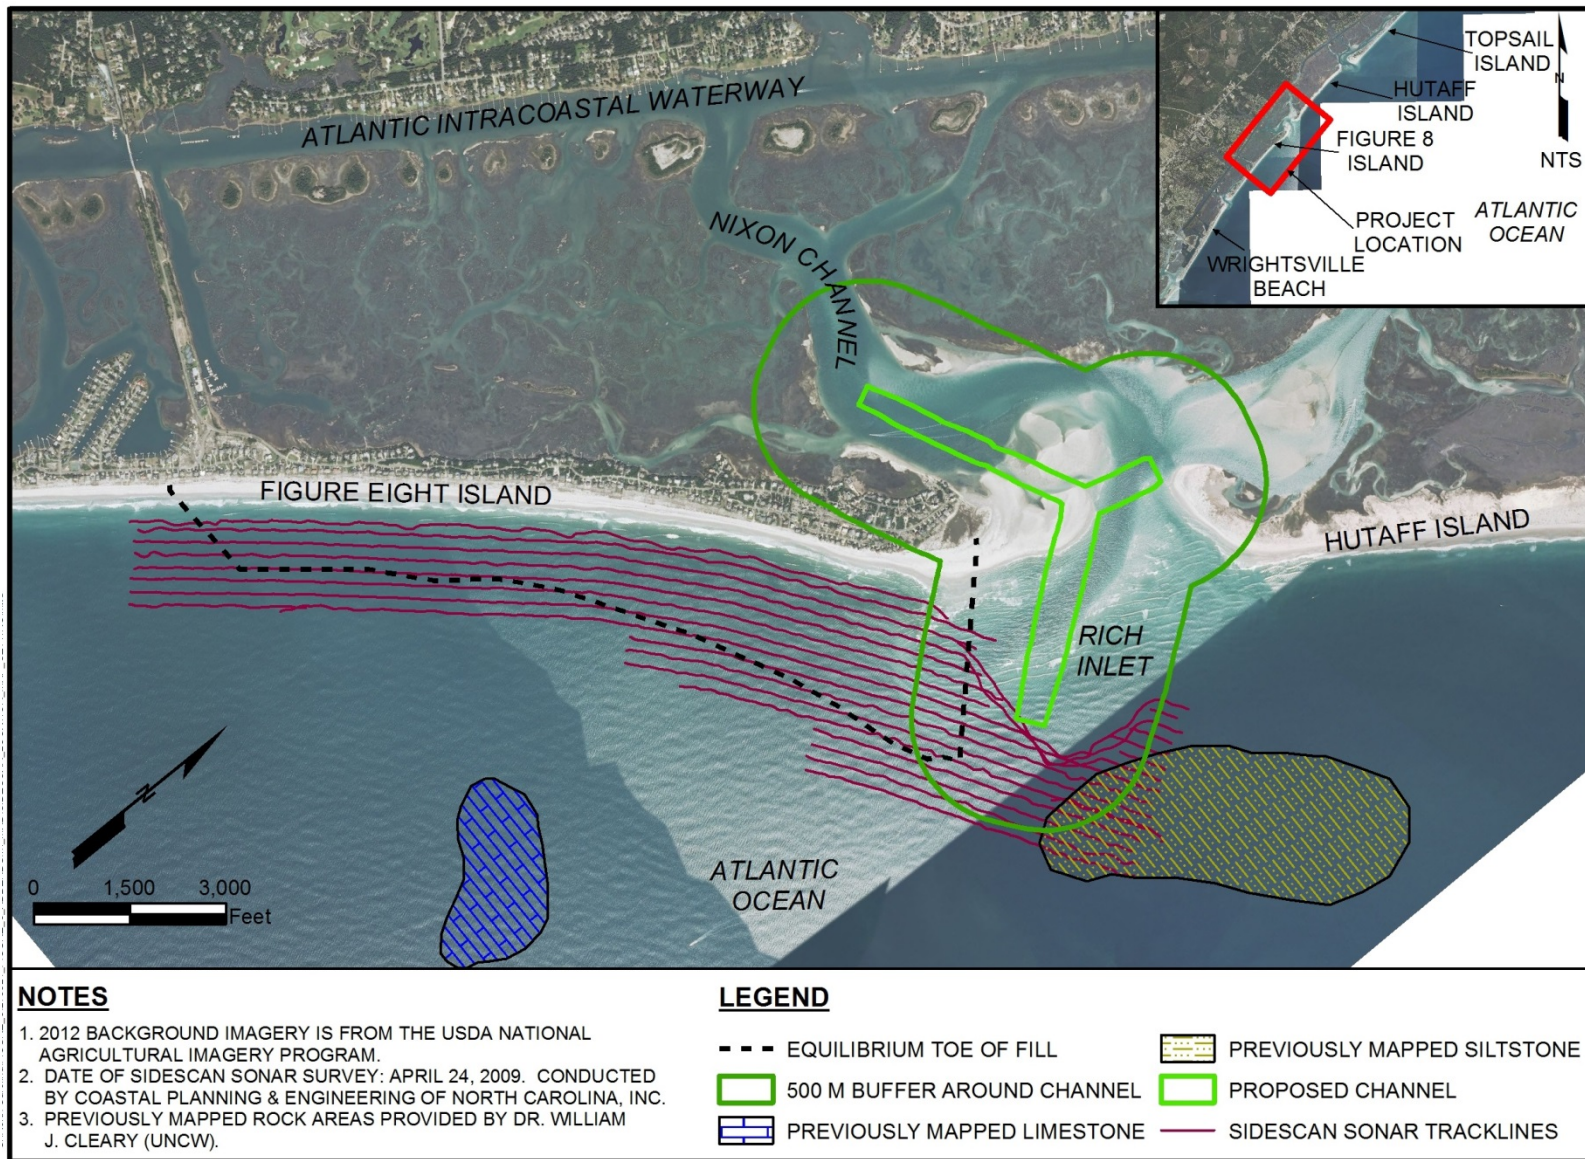 ATLANTIC INTRACOASTAL WATERWAY
NIXON CHANNEL
FIGURE EIGHT ISLAND
HUTAFF ISLAND
RICH
INLET
ATLANTIC
OCEAN
N
0 1,500 3,000
Feet
TOPSAIL
ISLAND
HUTAFF
ISLAND
FIGURE 8
ISLAND
N
NTS
PROJECT
LOCATION
ATLANTIC
OCEAN
WRIGHTSVILLE
BEACH
NOTES
1. 2012 BACKGROUND IMAGERY IS FROM THE USDA NATIONAL
AGRICULTURAL IMAGERY PROGRAM.
2. DATE OF SIDESCAN SONAR SURVEY: APRIL 24, 2009. CONDUCTED
BY COASTAL PLANNING & ENGINEERING OF NORTH CAROLINA, INC.
3. PREVIOUSLY MAPPED ROCK AREAS PROVIDED BY DR. WILLIAM
J. CLEARY (UNCW).
LEGEND
EQUILIBRIUM TOE OF FILL
500 M BUFFER AROUND CHANNEL
PREVIOUSLY MAPPED LIMESTONE
PREVIOUSLY MAPPED SILTSTONE
PROPOSED CHANNEL
SIDESCAN SONAR TRACKLINES